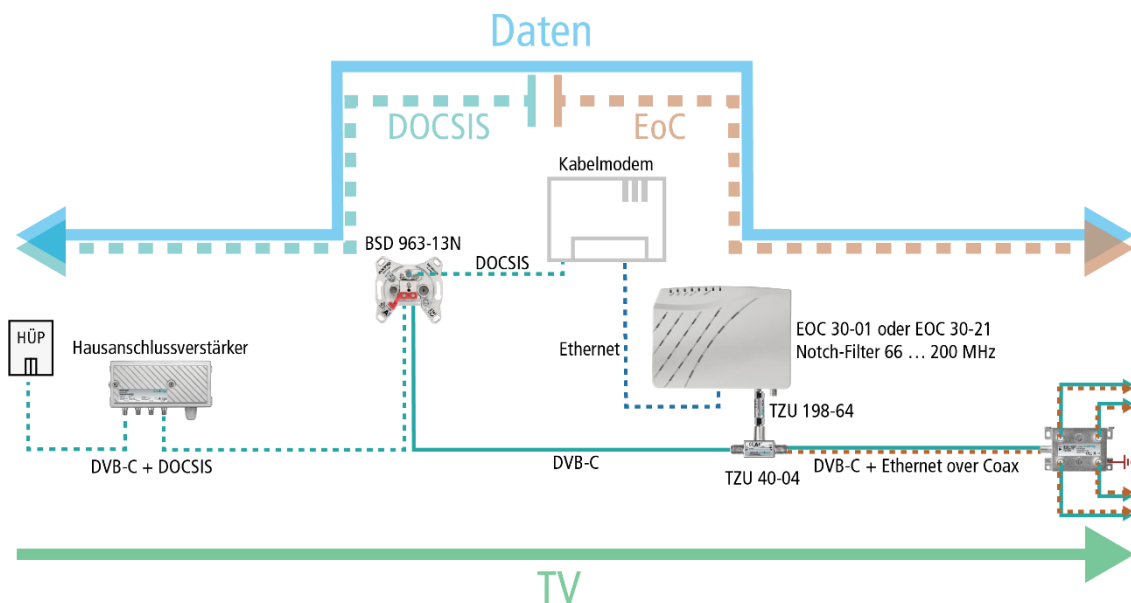 Daten
DOCSIS
EoC
Kabelmodem
BSD 963-13N
DOCSIS
HÜP
Hausanschlussverstärker
Ethernet
EOC 30-01 oder EOC 30-21
Notch-Filter 66 … 200 MHz
TZU 198-64
DVB-C + DOCSIS
DVB-C
TZU 40-04
DVB-C + Ethernet over Coax
TV